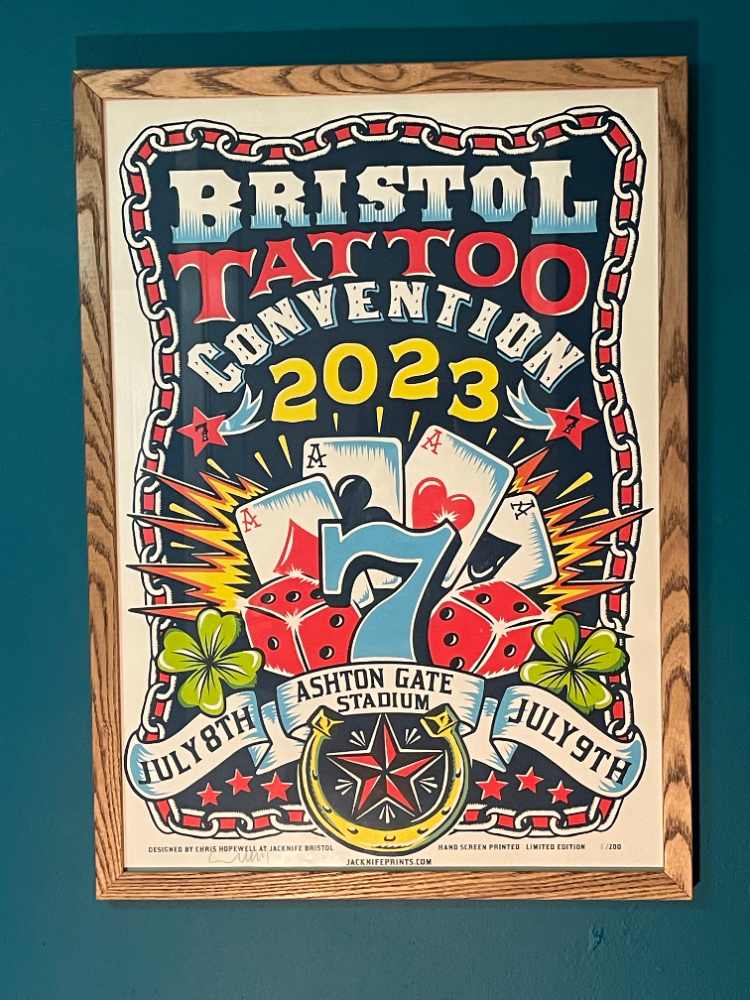 BRISTOL
TATTOO
CONVENTION
2023
7 7
A A A A
7
ASHTON GATE
STADIUM
JULY 8TH JULY 9TH
DESIGNED BY CHRIS HOPEWELL AT JACKNIFE BRISTOL HAND SCREEN PRINTED LIMITED EDITION /200
JACKNIFEPRINTS.COM